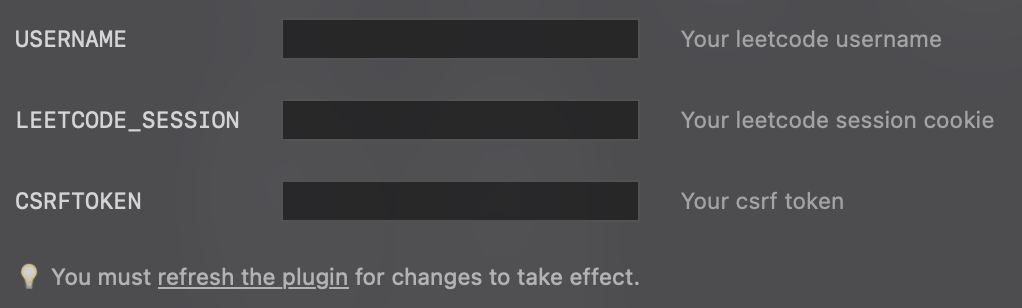 USERNAME Your leetcode username
LEETCODE_SESSION Your leetcode session cookie
CSRFTOKEN Your csrf token
💡 You must refresh the plugin for changes to take effect.